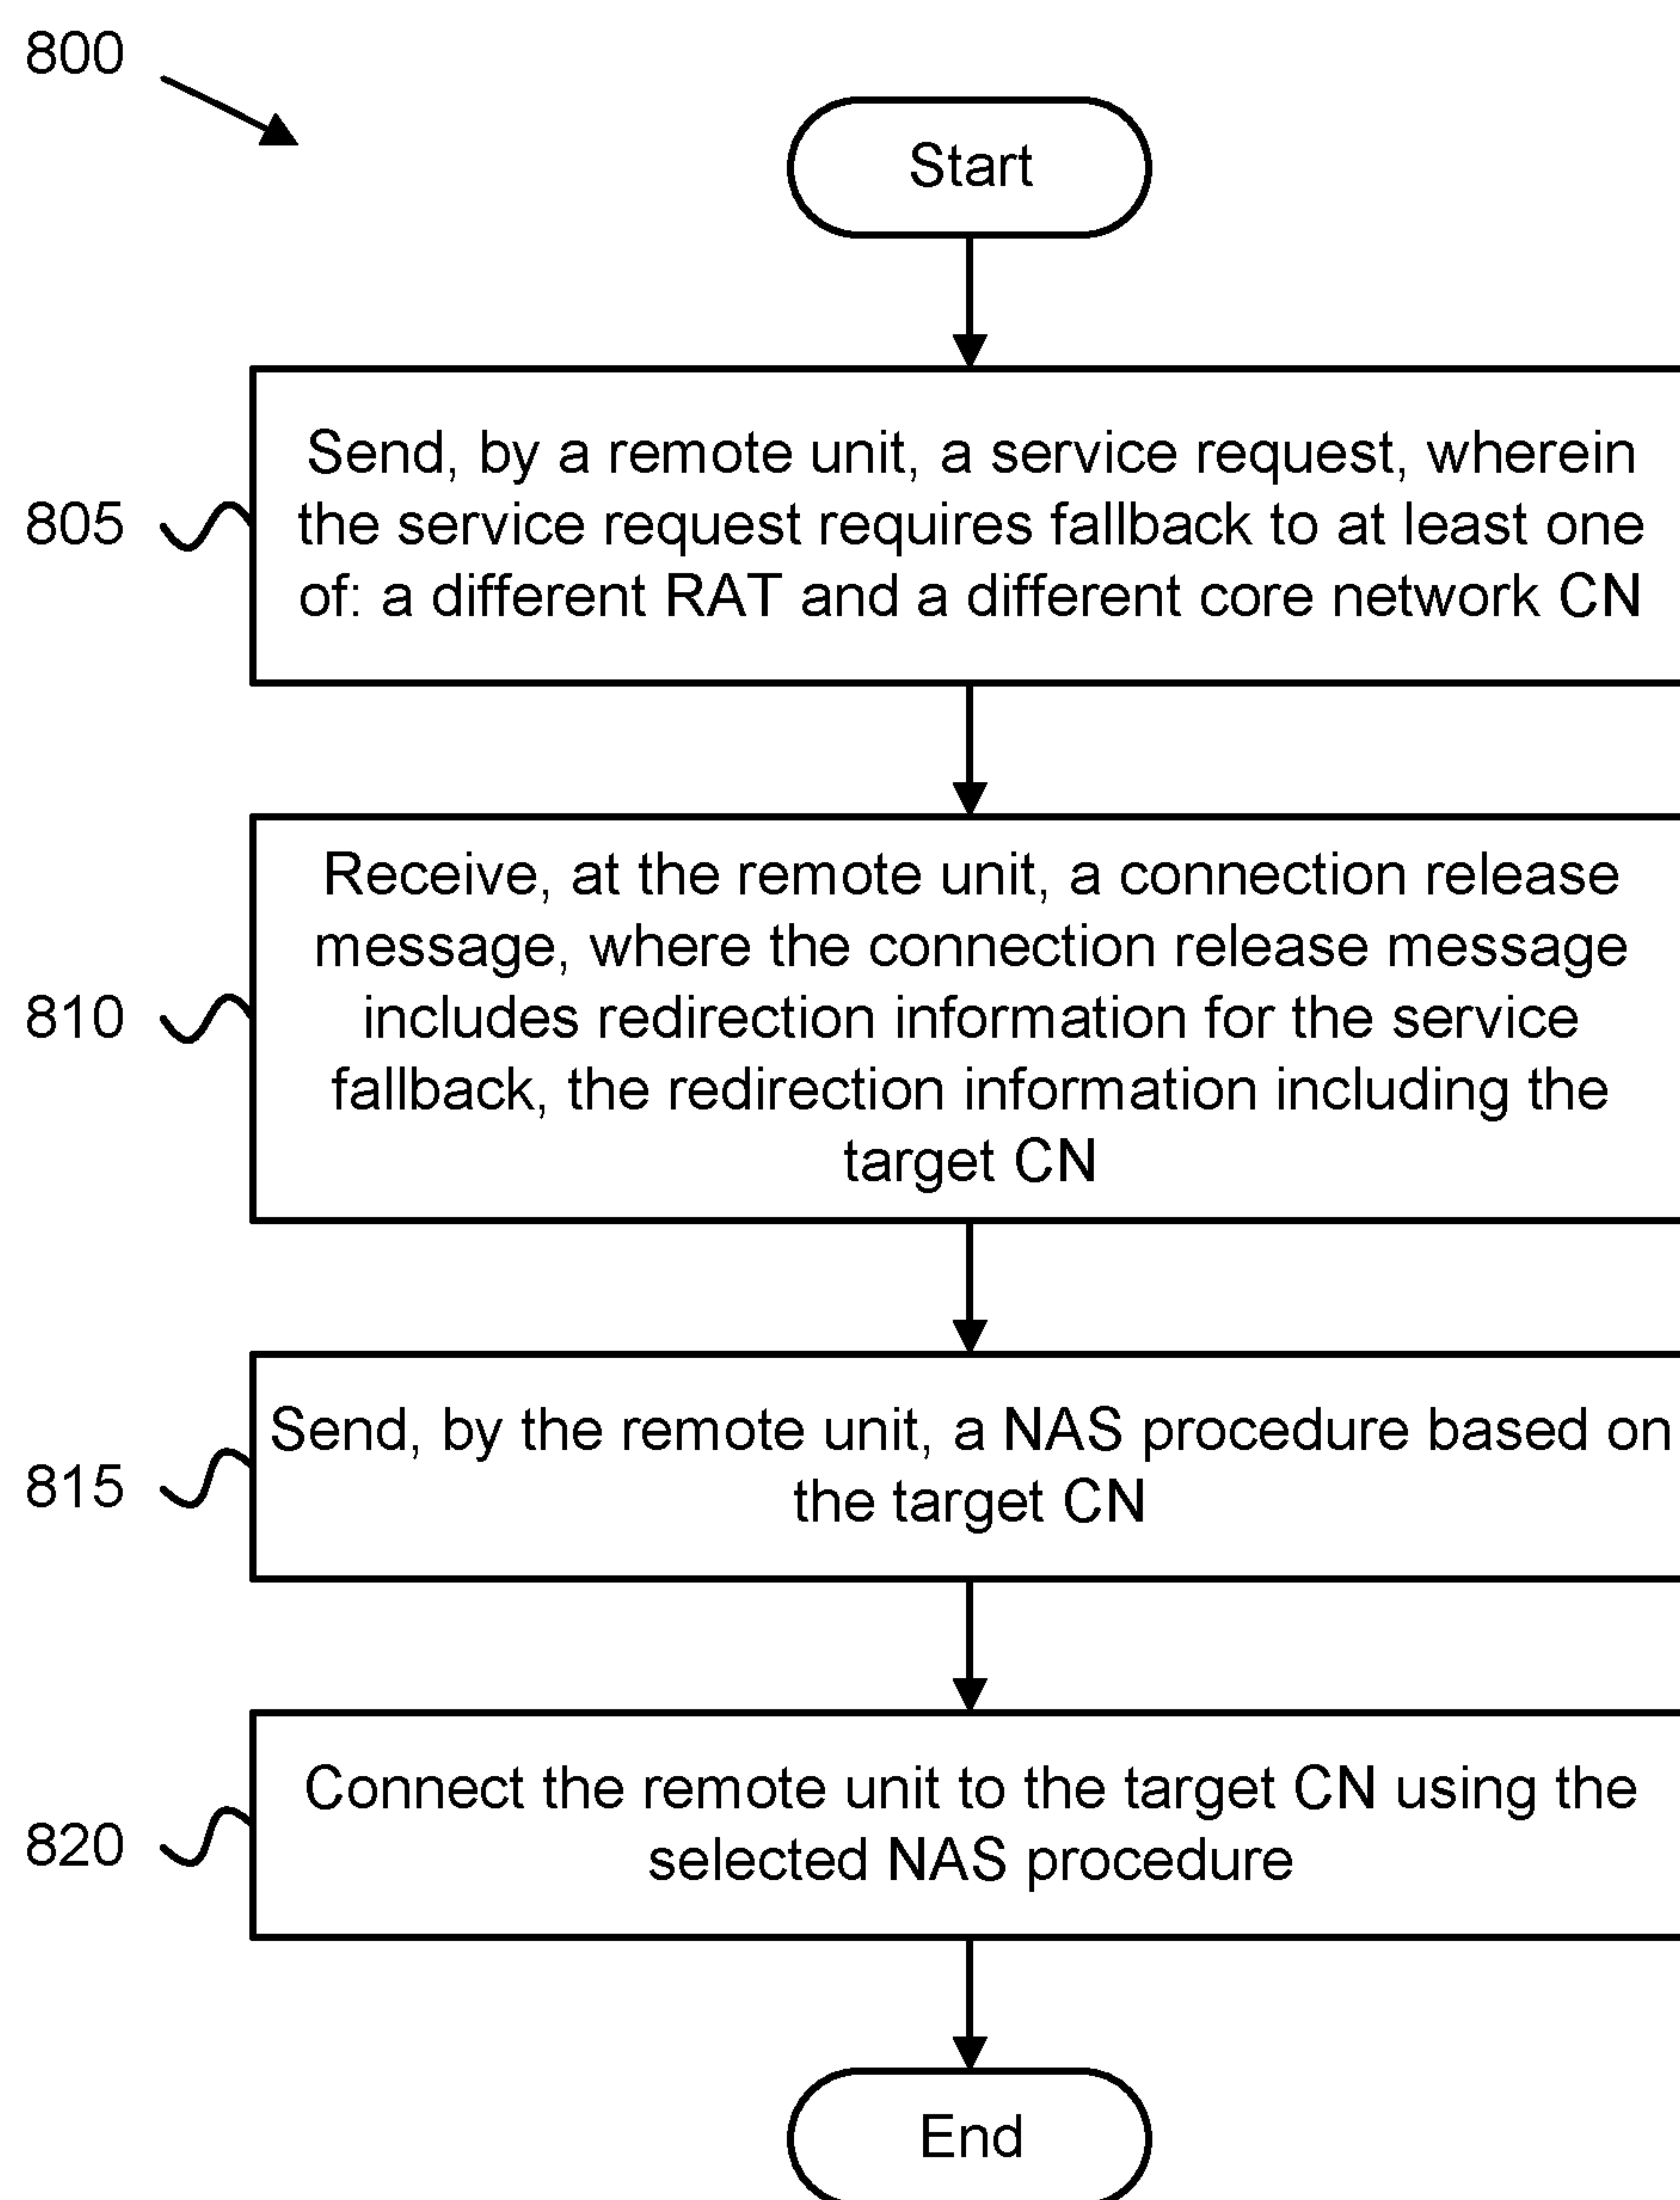 800
Start
805
Send, by a remote unit, a service request, wherein
the service request requires fallback to at least one
of: a different RAT and a different core network CN
810
Receive, at the remote unit, a connection release
message, where the connection release message
includes redirection information for the service
fallback, the redirection information including the
target CN
815
Send, by the remote unit, a NAS procedure based on
the target CN
820
Connect the remote unit to the target CN using the
selected NAS procedure
End